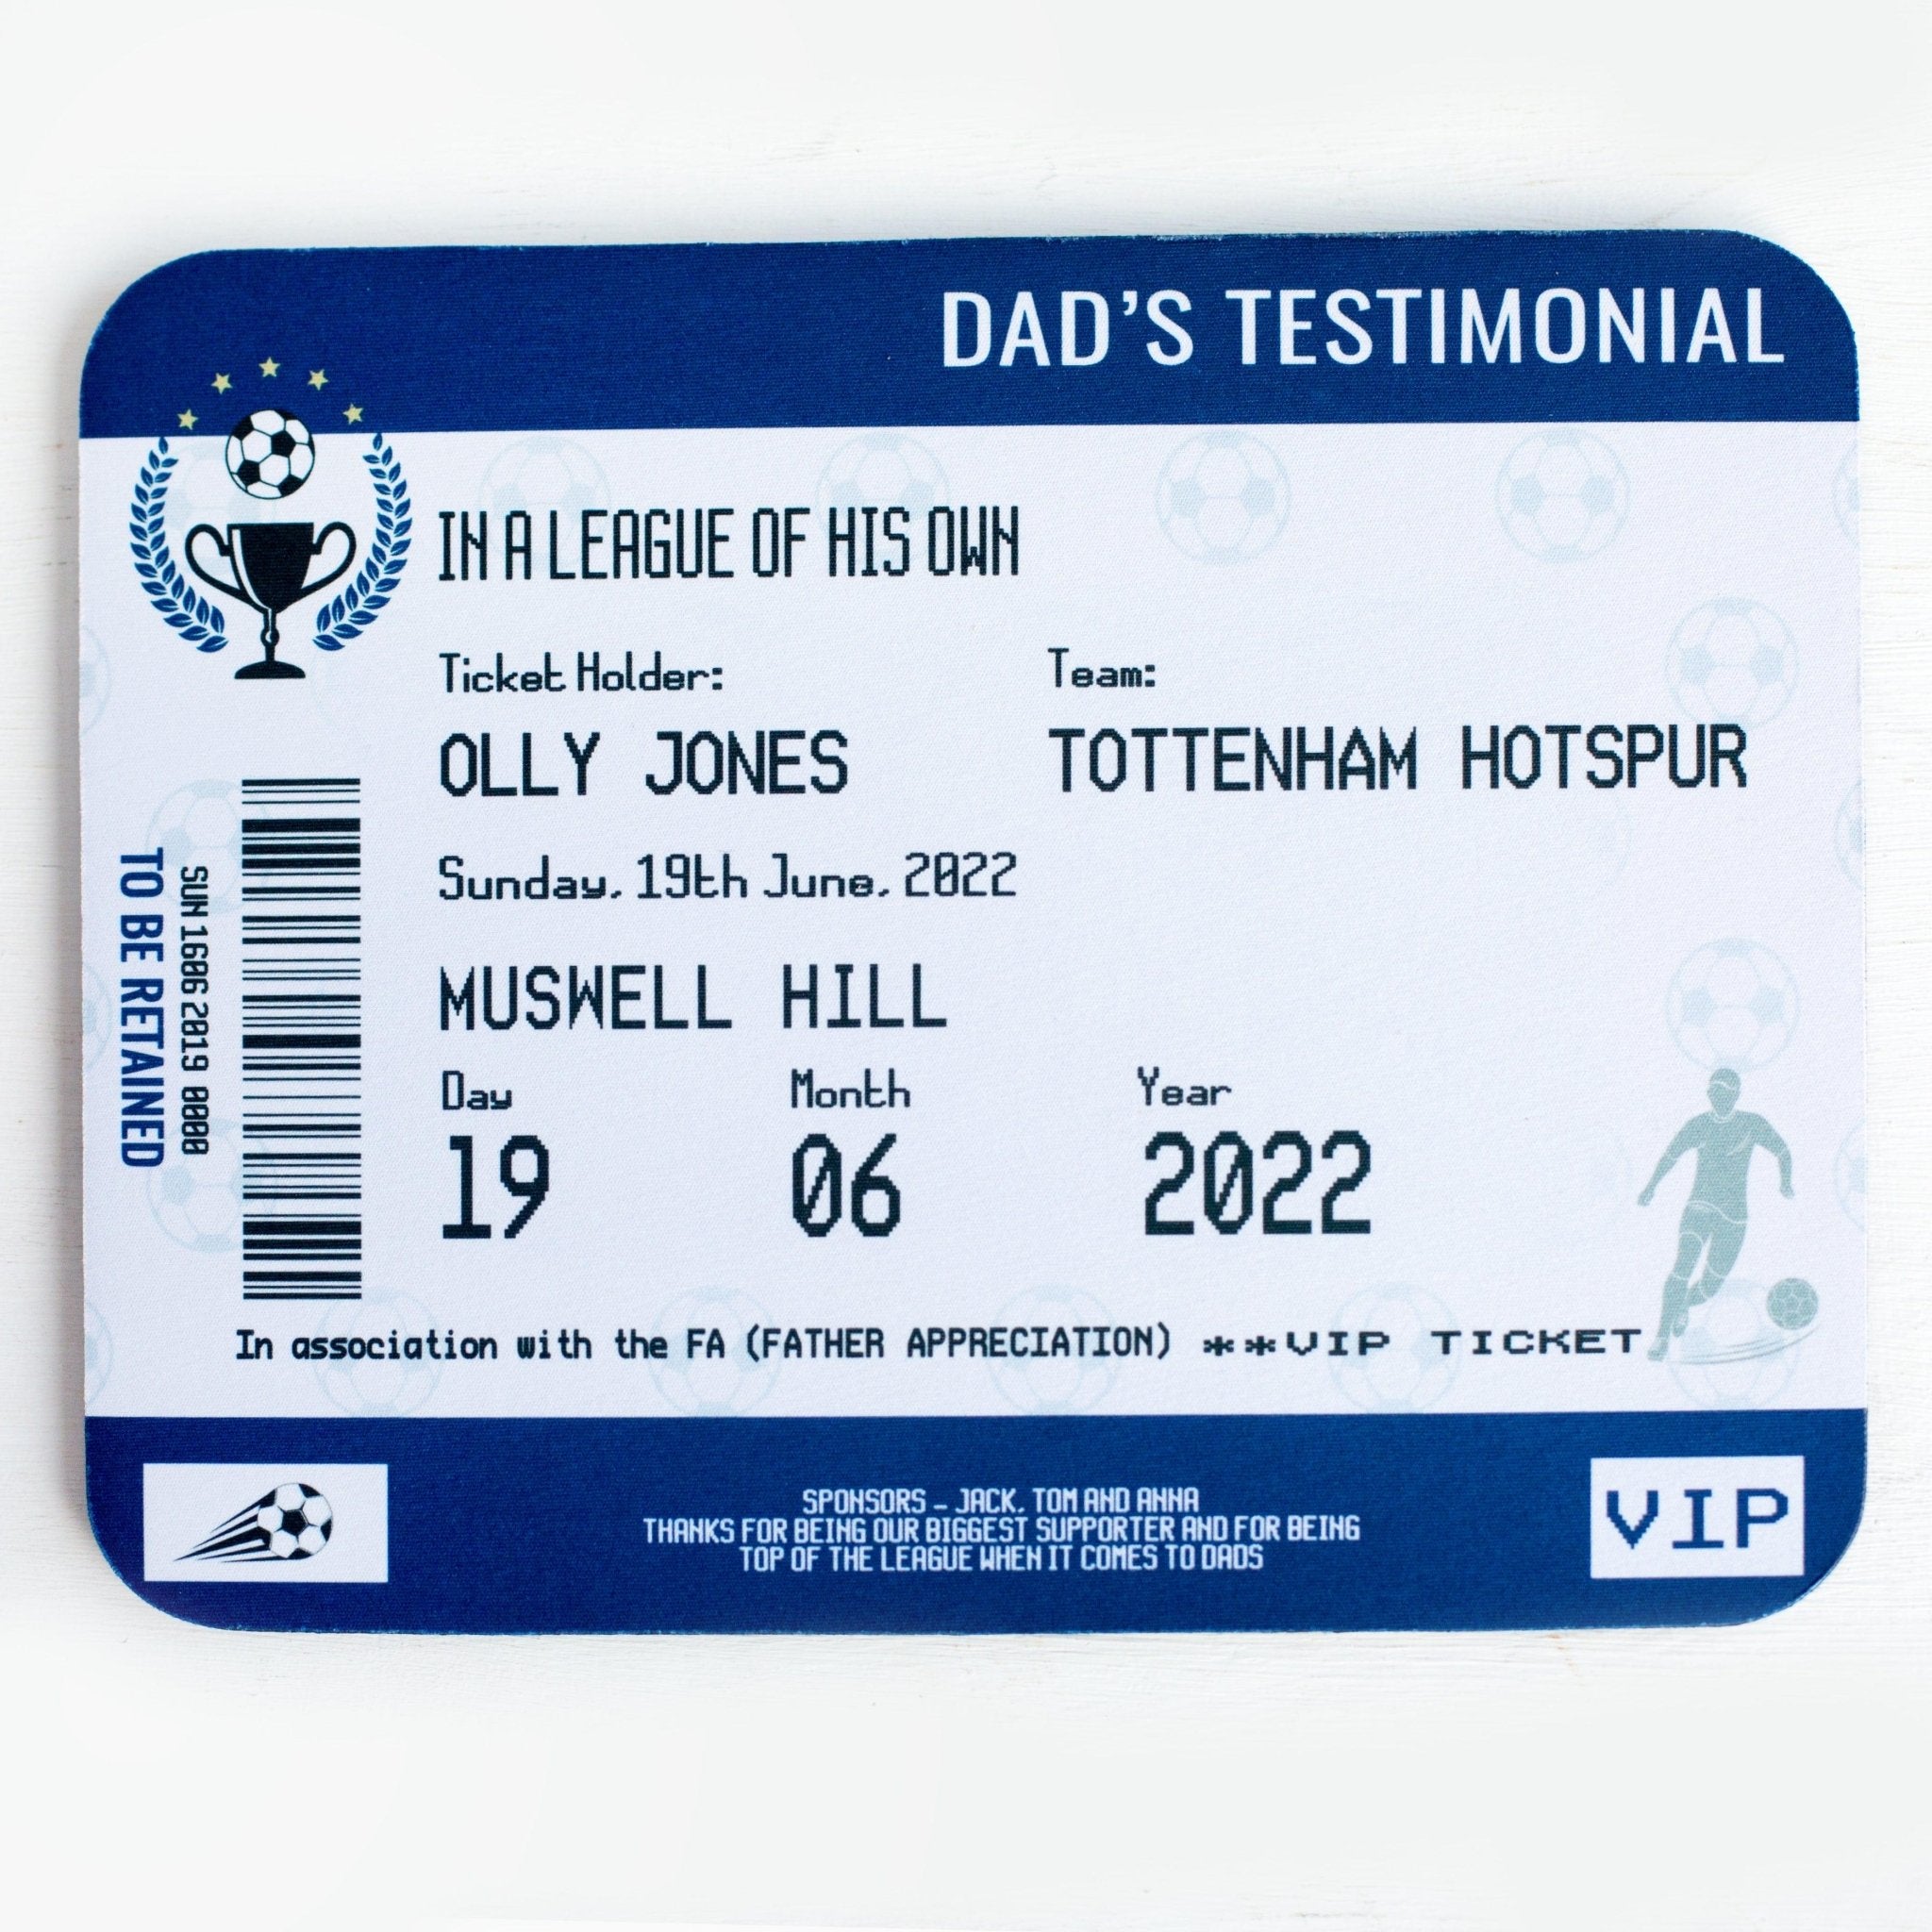 DAD'S TESTIMONIAL
IN A LEAGUE OF HIS OWN
Ticket Holder:
OLLY JONES
Team:
TOTTENHAM HOTSPUR
Sunday, 19th June, 2022
MUSWELL HILL
Day
19
Month
06
Year
2022
In association with the FA (FATHER APPRECIATION) **VIP TICKET
TO BE RETAINED
SUN 1606 2019 0000
SPONSORS - JACK, TOM AND ANNA
THANKS FOR BEING OUR BIGGEST SUPPORTER AND FOR BEING
TOP OF THE LEAGUE WHEN IT COMES TO DADS
VIP